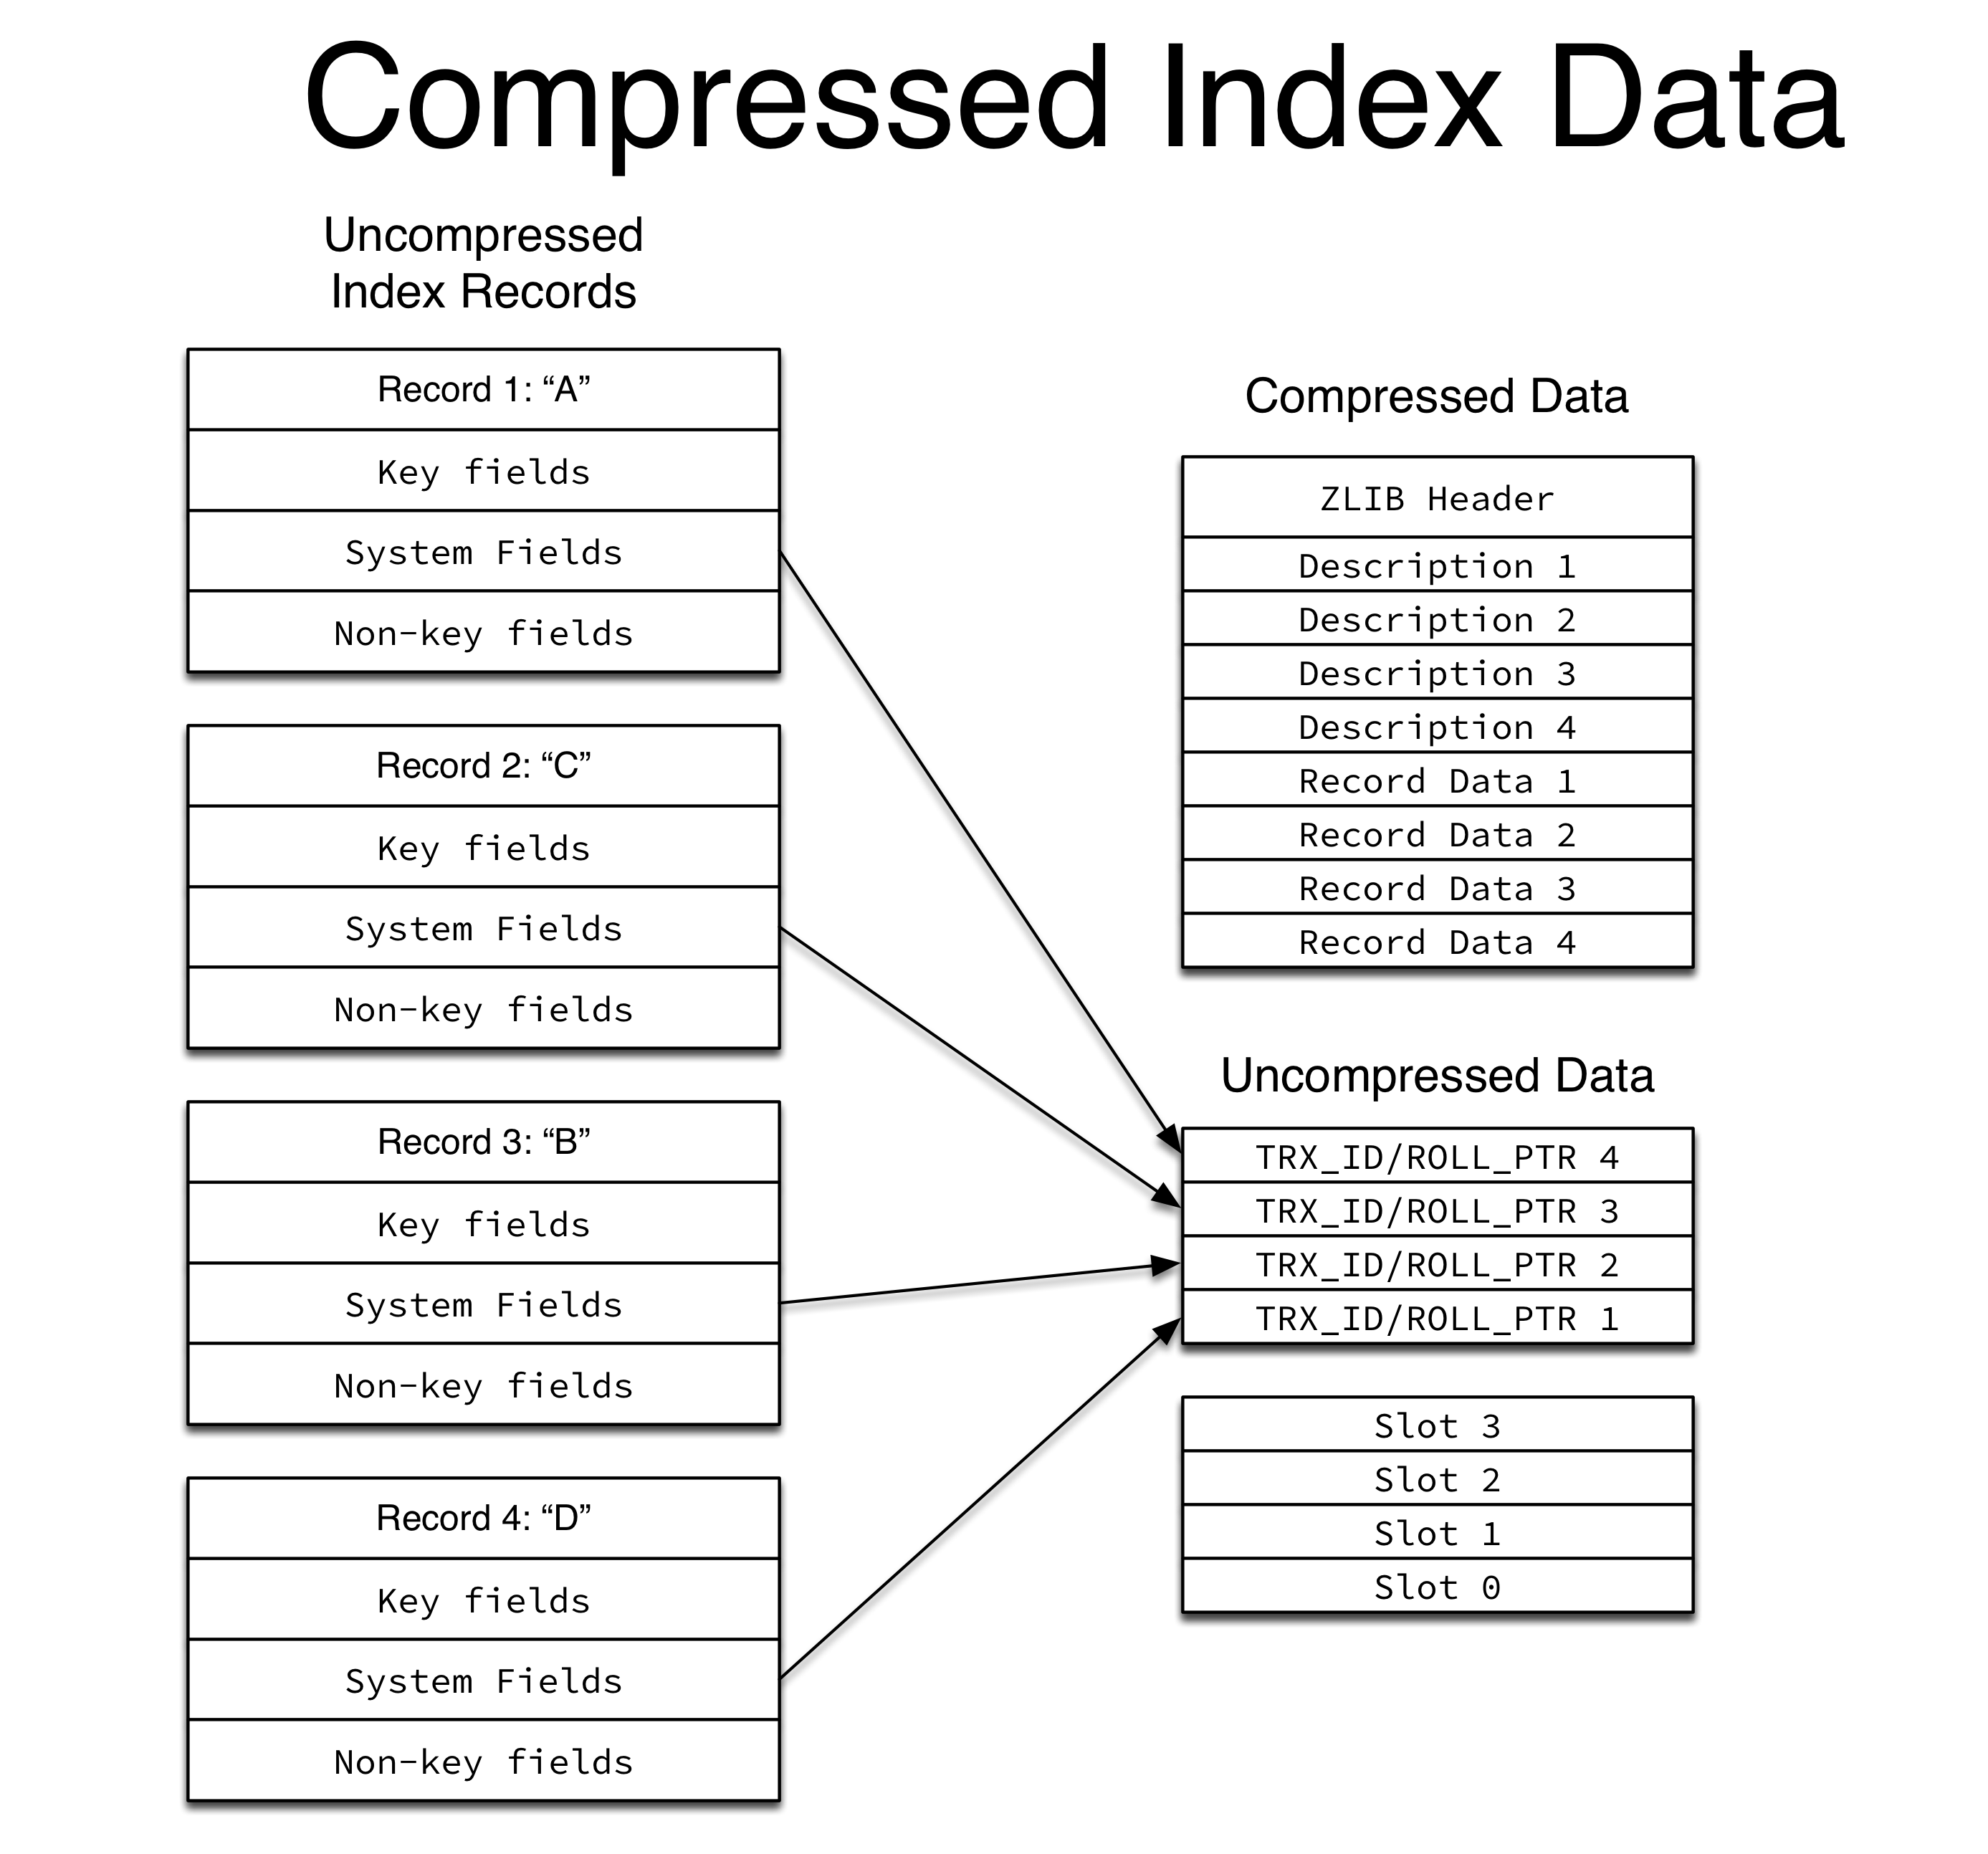 Compressed Index Data
Uncompressed
Index Records
Record 1: “A”
Key fields
System Fields
Non-key fields
Record 2: “C”
Key fields
System Fields
Non-key fields
Record 3: “B”
Key fields
System Fields
Non-key fields
Record 4: “D”
Key fields
System Fields
Non-key fields
Compressed Data
ZLIB Header
Description 1
Description 2
Description 3
Description 4
Record Data 1
Record Data 2
Record Data 3
Record Data 4
Uncompressed Data
TRX_ID/ROLL_PTR 4
TRX_ID/ROLL_PTR 3
TRX_ID/ROLL_PTR 2
TRX_ID/ROLL_PTR 1
Slot 3
Slot 2
Slot 1
Slot 0